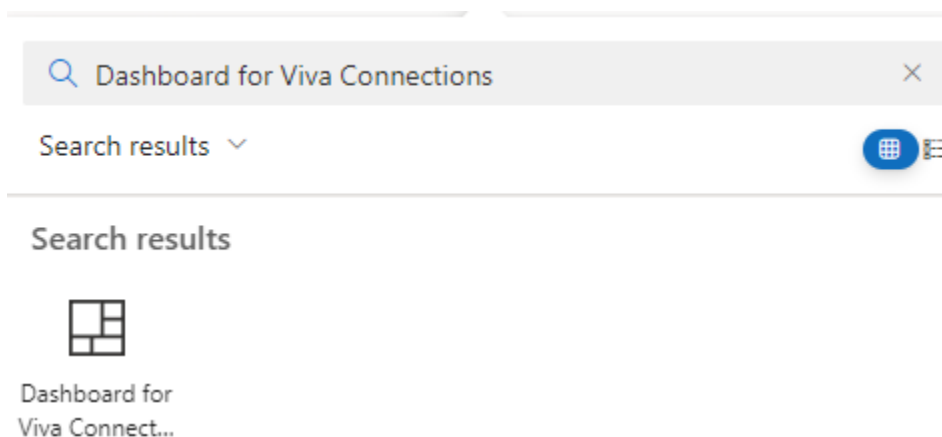 Dashboard for Viva Connections
Search results
Search results
Dashboard for
Viva Connect...